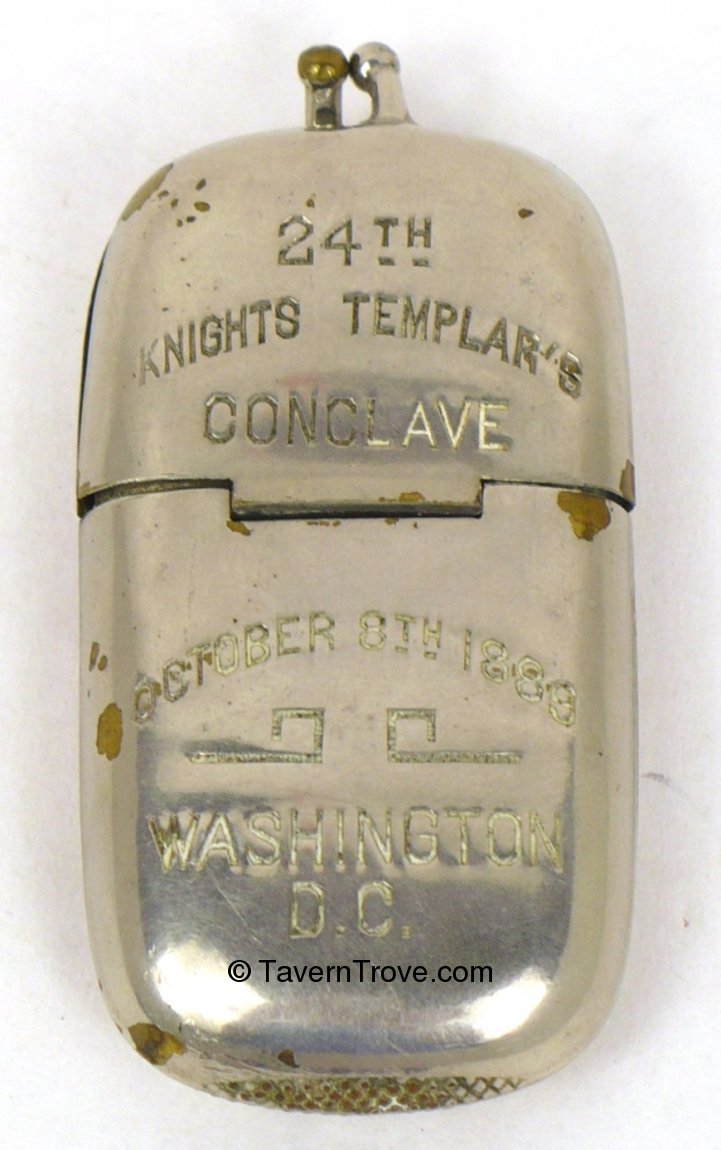 24TH
KNIGHTS TEMPLAR'S
CONCLAVE
OCTOBER 8TH 1889
WASHINGTON
D.C.
© TavernTrove.com